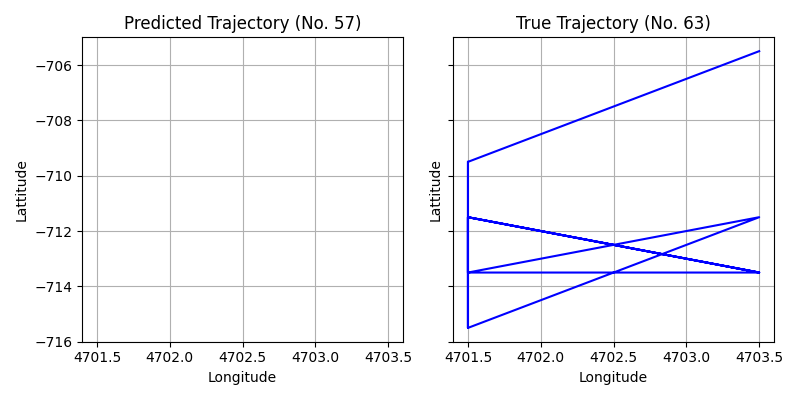 Predicted Trajectory (No. 57)
True Trajectory (No. 63)
−706
−708
−710
−712
−714
−716
Lattitude
Lattitude
4701.5 4702.0 4702.5 4703.0 4703.5
4701.5 4702.0 4702.5 4703.0 4703.5
Longitude
Longitude